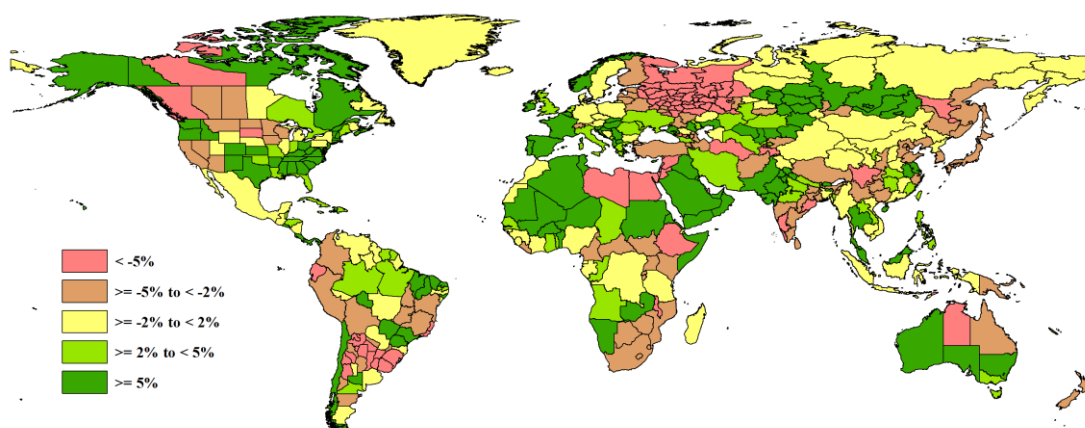 < -5%
>= -5% to < -2%
>= -2% to < 2%
>= 2% to < 5%
>= 5%